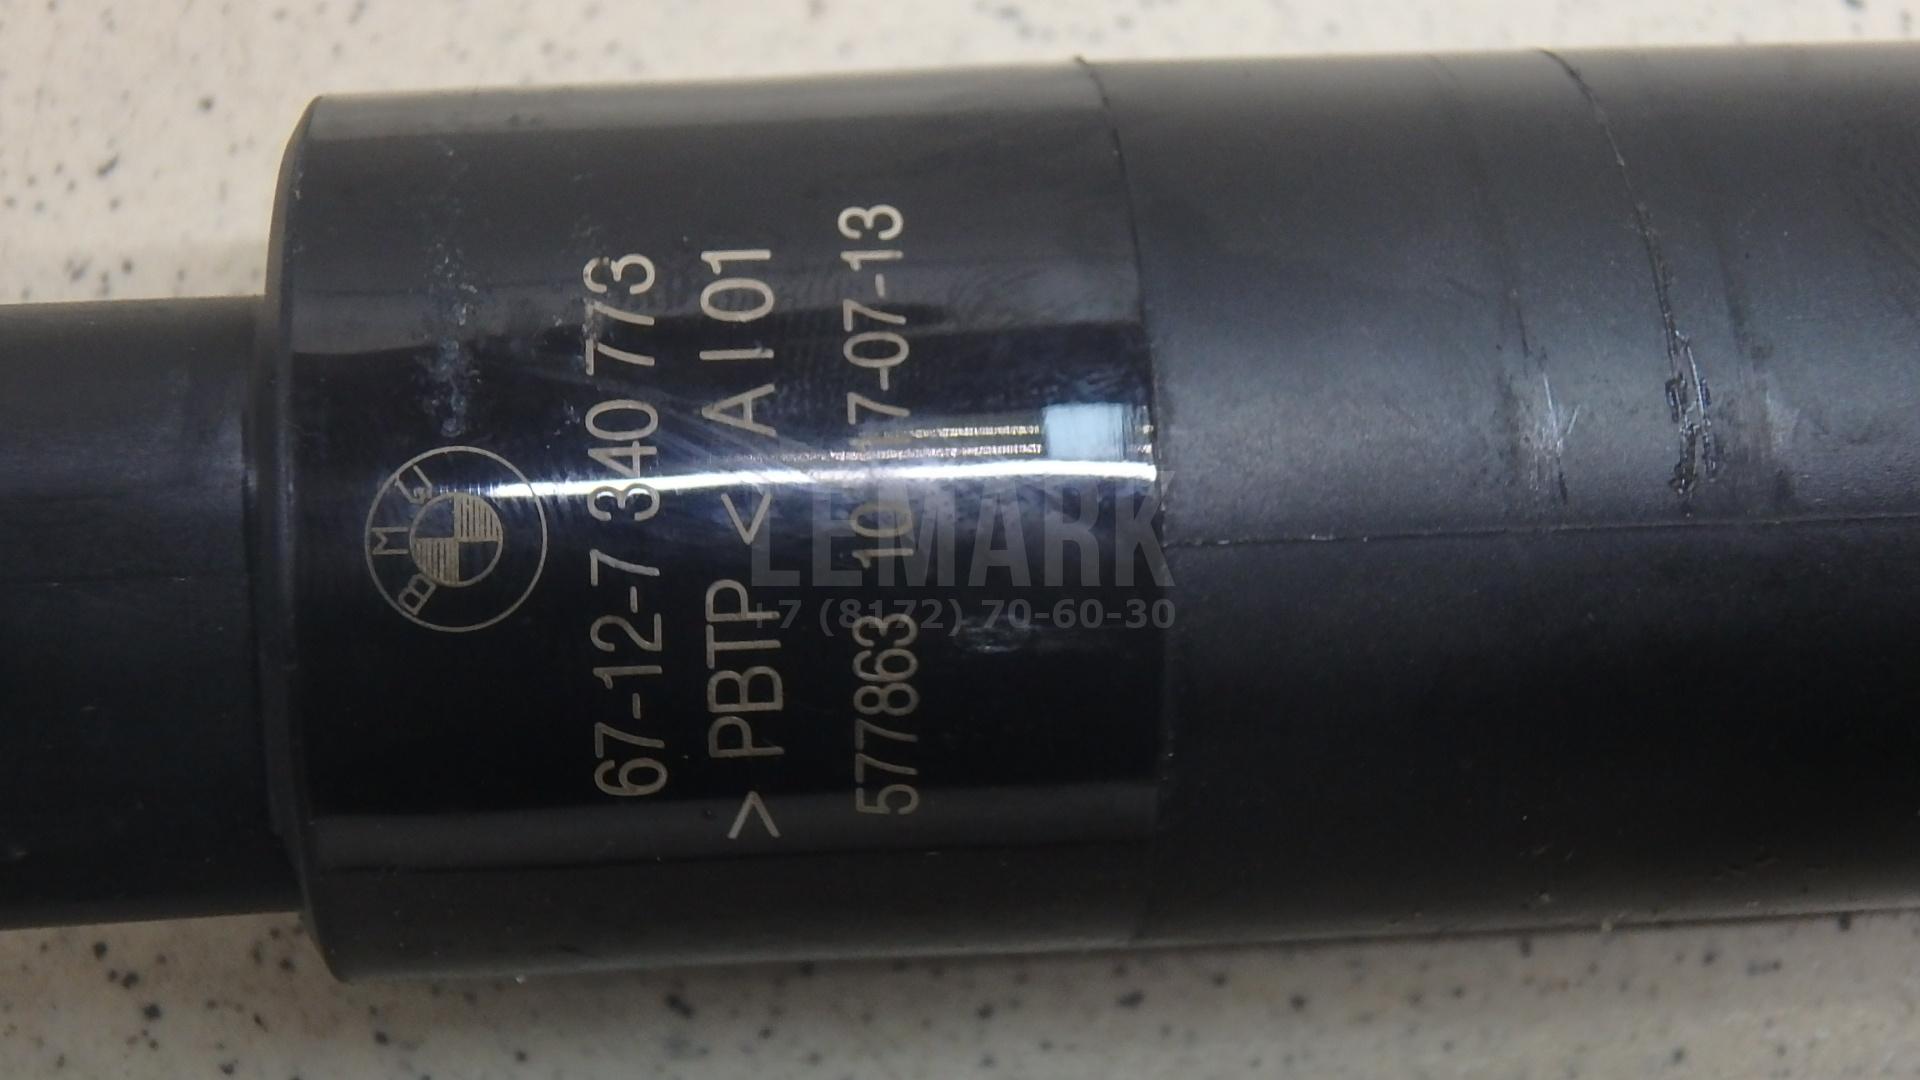 BMW
67-12-7 340 773
> PBTP < A I 01
577863 10 17-07-13
LEMARK
+7 (8172) 70-60-30